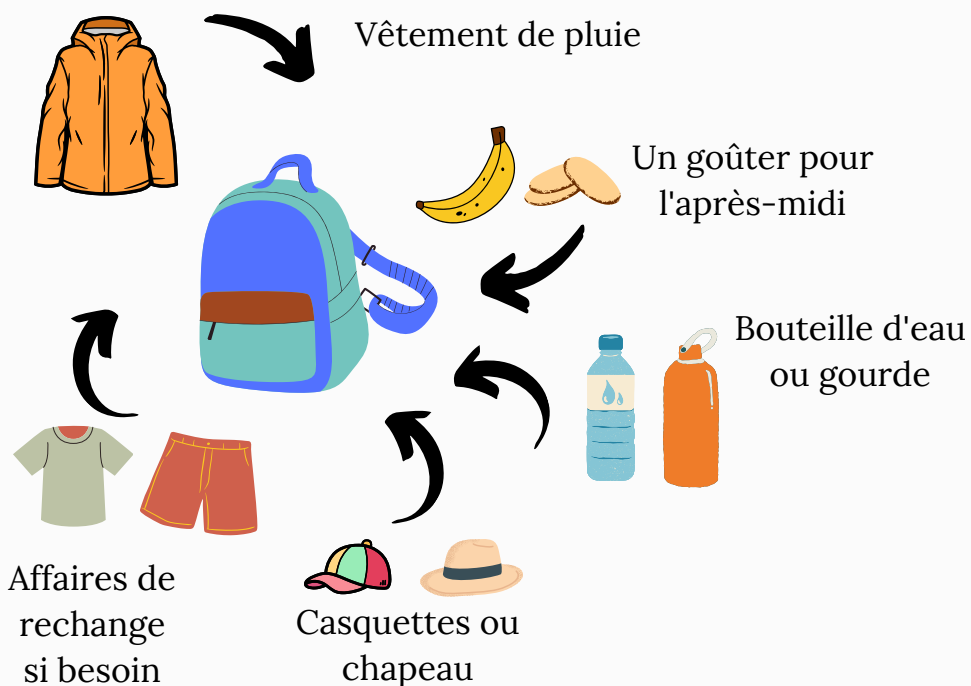 Vêtement de pluie
Un goûter pour
l'après-midi
Bouteille d'eau
ou gourde
Affaires de
rechange
si besoin
Casquettes ou
chapeau